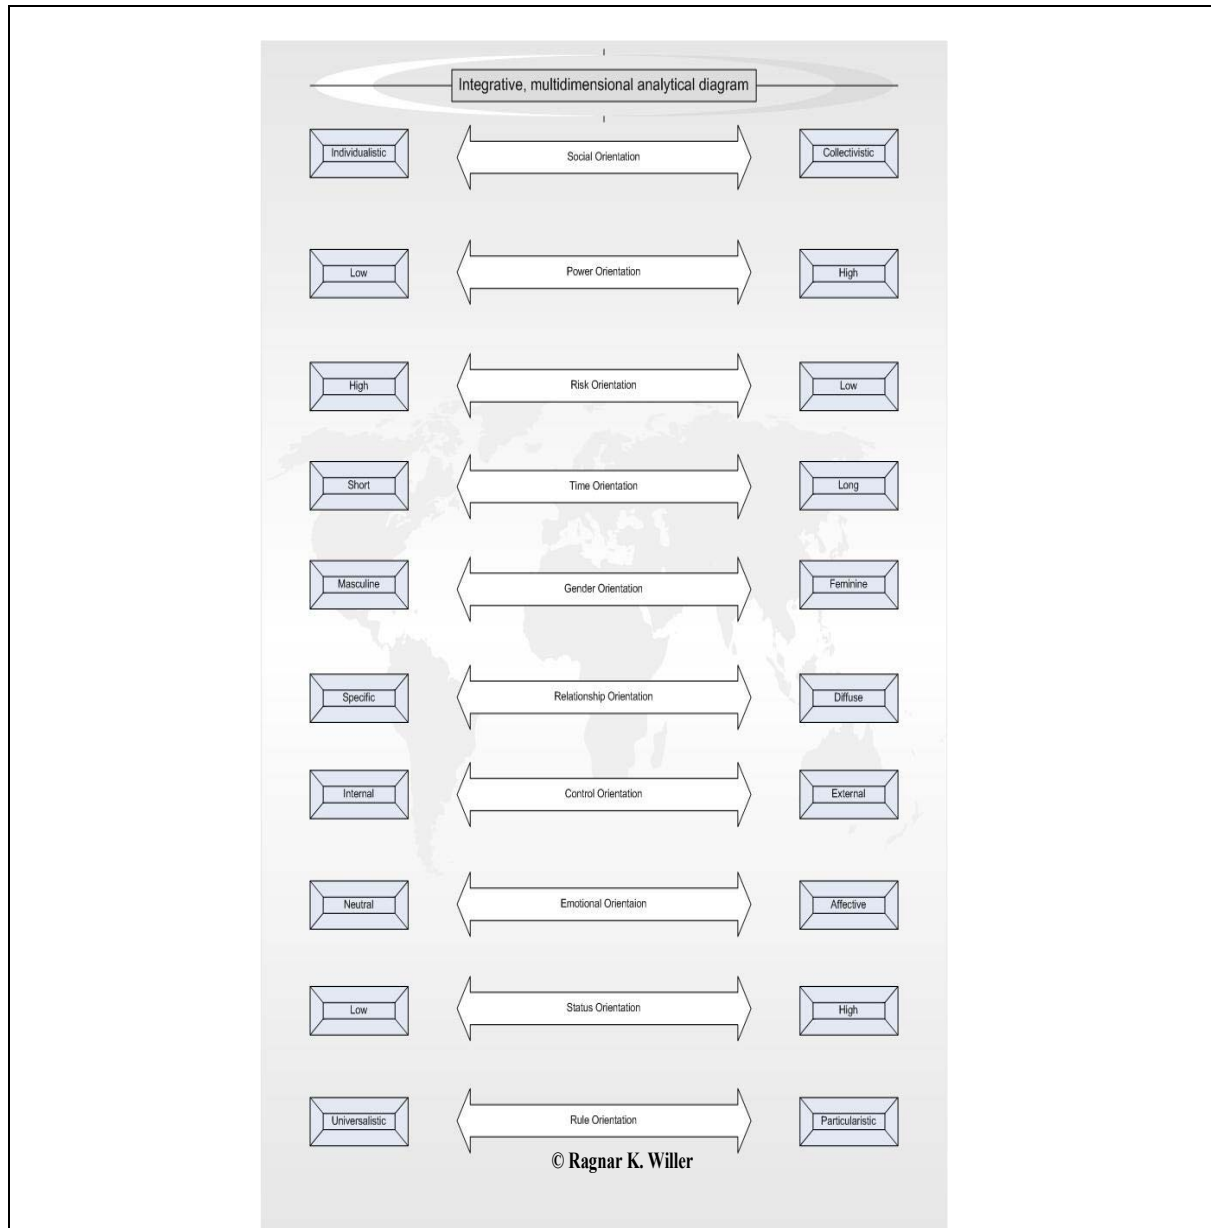 Integrative, multidimensional analytical diagram
Individualistic Social Orientation Collectivistic
Low Power Orientation High
High Risk Orientation Low
Short Time Orientation Long
Masculine Gender Orientation Feminine
Specific Relationship Orientation Diffuse
Internal Control Orientation External
Neutral Emotional Orientaion Affective
Low Status Orientation High
Universalistic Rule Orientation Particularistic
© Ragnar K. Willer